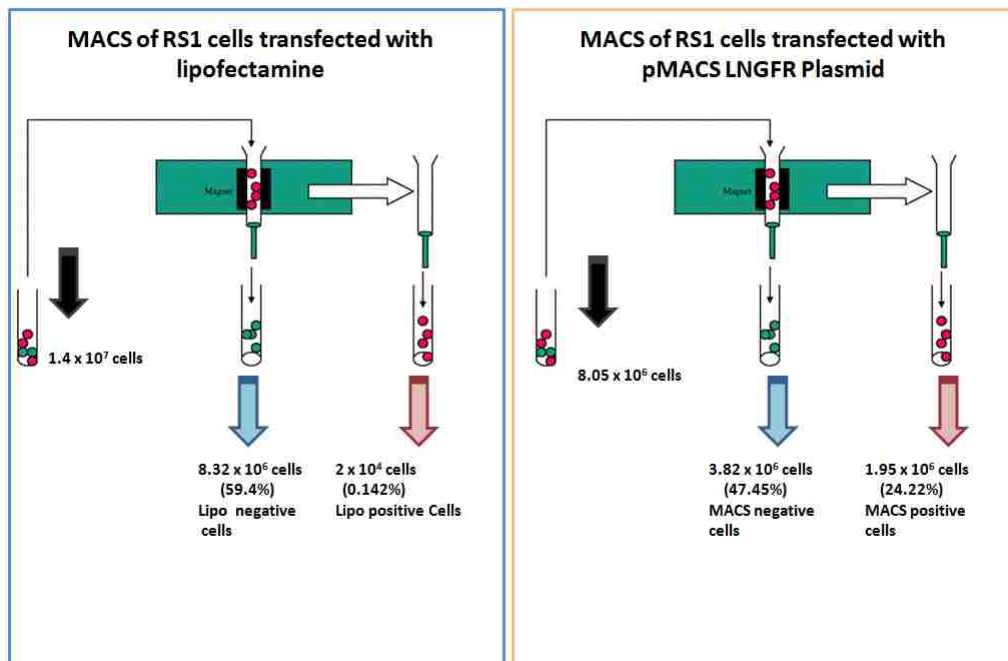 MACS of RS1 cells transfected with
lipofectamine
Magnet
1.4 x 10⁷ cells
8.32 x 10⁶ cells
(59.4%)
Lipo negative
cells
2 x 10⁴ cells
(0.142%)
Lipo positive Cells
MACS of RS1 cells transfected with
pMACS LNGFR Plasmid
Magnet
8.05 x 10⁶ cells
3.82 x 10⁶ cells
(47.45%)
MACS negative
cells
1.95 x 10⁶ cells
(24.22%)
MACS positive
cells